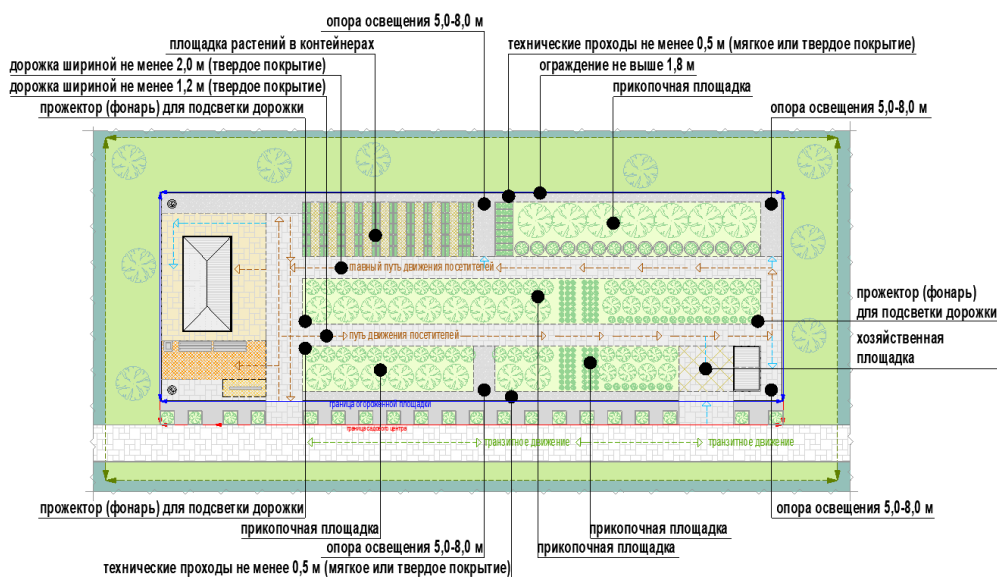 опора освещения 5,0-8,0 м
площадка растений в контейнерах
технические проходы не менее 0,5 м (мягкое или твердое покрытие)
дорожка шириной не менее 2,0 м (твердое покрытие)
ограждение не выше 1,8 м
дорожка шириной не менее 1,2 м (твердое покрытие)
прикопочная площадка
прожектор (фонарь) для подсветки дорожки
опора освещения 5,0-8,0 м
главный путь движения посетителей
прожектор (фонарь)
для подсветки дорожки
путь движения посетителей
хозяйственная
площадка
граница огороженной площадки
граница садового центра
транзитное движение
транзитное движение
прожектор (фонарь) для подсветки дорожки
опора освещения 5,0-8,0 м
прикопочная площадка
прикопочная площадка
опора освещения 5,0-8,0 м
прикопочная площадка
технические проходы не менее 0,5 м (мягкое или твердое покрытие)